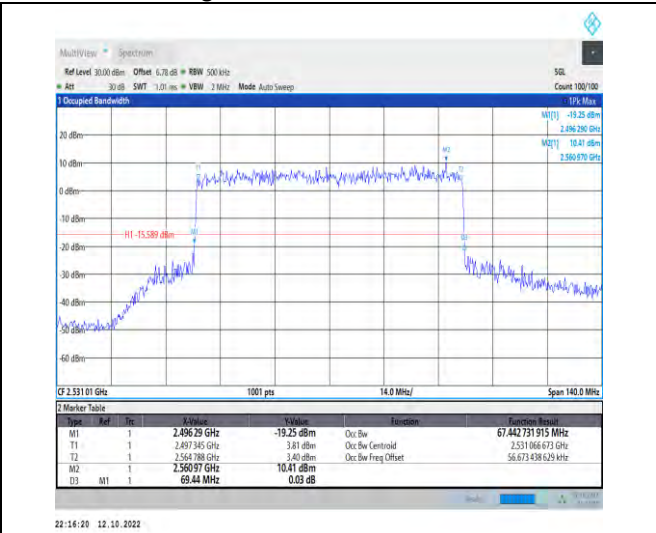 MultiView Spectrum
Ref Level 30.00 dBm Offset 6.78 dB RBW 500 kHz SGL
Att 30 dB SWT 1.01 ms VBW 2 MHz Mode Auto Sweep Count 100/100
1 Occupied Bandwidth 1Pk Max
M1[1] -19.25 dBm
2.496 290 GHz
M2[1] 10.41 dBm
2.560 970 GHz
20 dBm
M2
10 dBm
T1 T2
0 dBm
-10 dBm
H1 -15.589 dBm
-20 dBm
-30 dBm
-40 dBm
-50 dBm
-60 dBm
CF 2.531 01 GHz 1001 pts 14.0 MHz/ Span 140.0 MHz
2 Marker Table
Type Ref Trc X-Value Y-Value Function Function Result
M1 1 2.496 29 GHz -19.25 dBm Occ Bw 67.442 731 915 MHz
T1 1 2.497 345 GHz 3.81 dBm Occ Bw Centroid 2.531 066 673 GHz
T2 1 2.564 788 GHz 3.40 dBm Occ Bw Freq Offset 56.673 438 629 kHz
M2 1 2.560 97 GHz 10.41 dBm
D3 M1 1 69.44 MHz 0.03 dB
22:16:20 12.10.2022